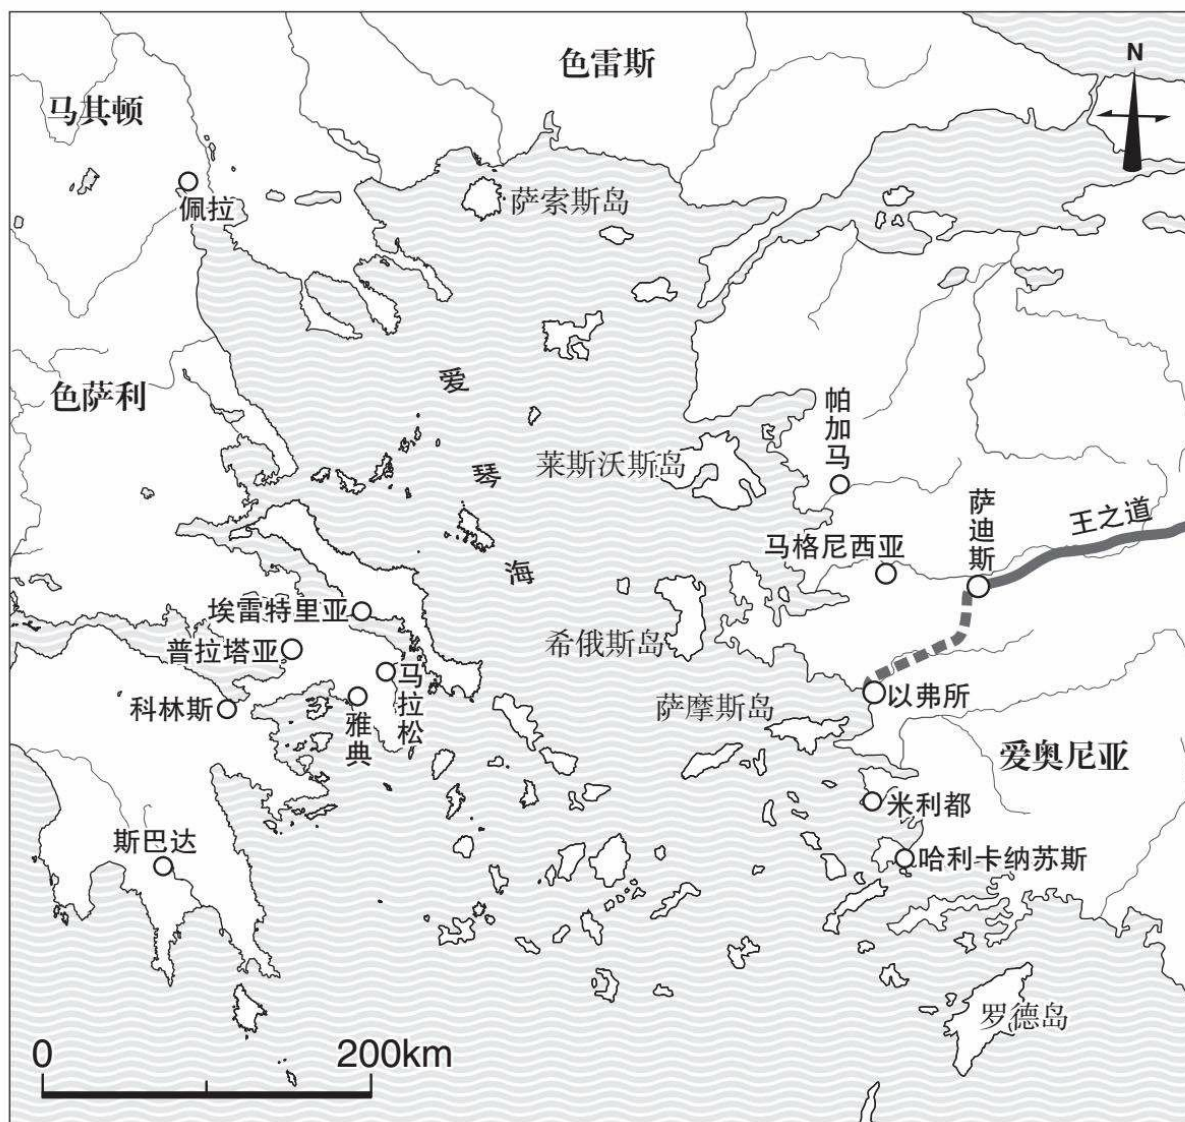 色雷斯
N
马其顿
萨索斯岛
佩拉
爱琴海
色萨利
帕加马
莱斯沃斯岛
萨迪斯
王之道
马格尼西亚
埃雷特里亚
希俄斯岛
普拉塔亚
马拉松
以弗所
科林斯
雅典
萨摩斯岛
爱奥尼亚
米利都
斯巴达
哈利卡纳苏斯
罗德岛
0
200km